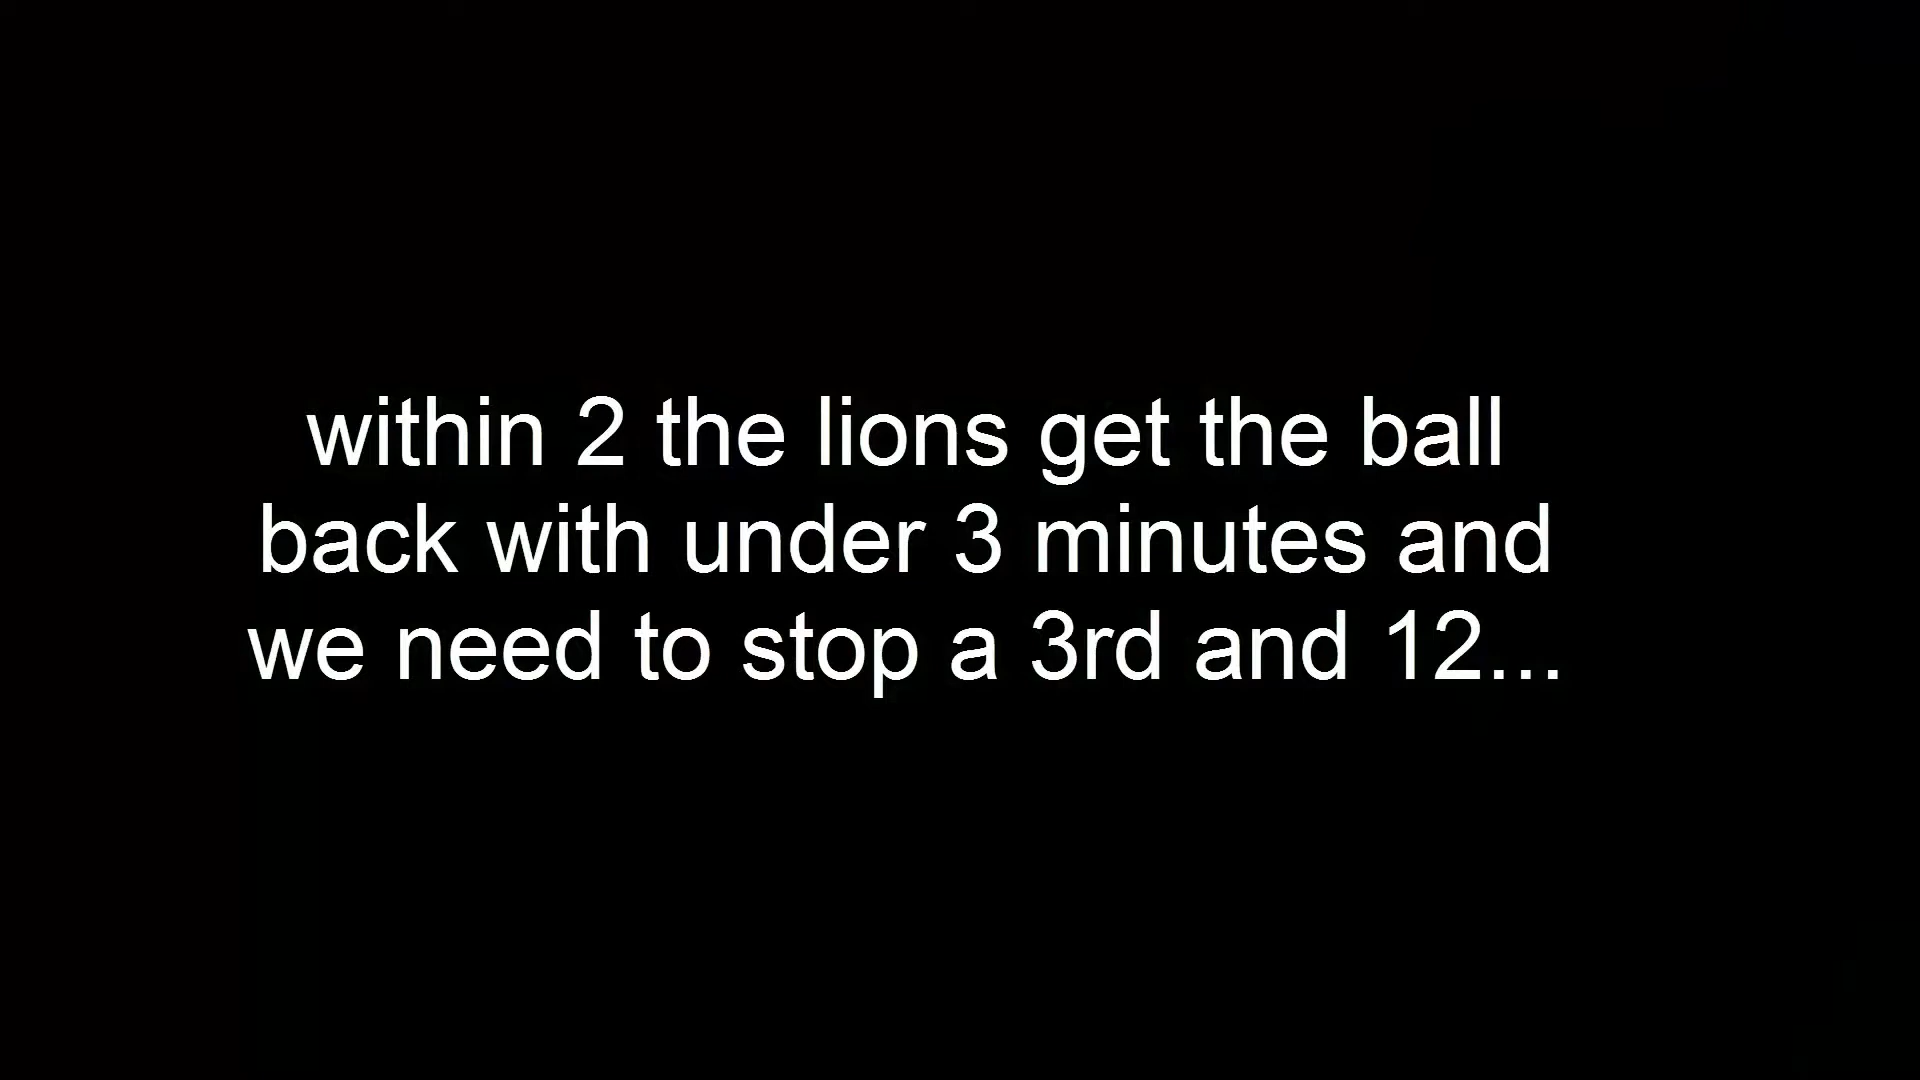 within 2 the lions get the ball
back with under 3 minutes and
we need to stop a 3rd and 12...